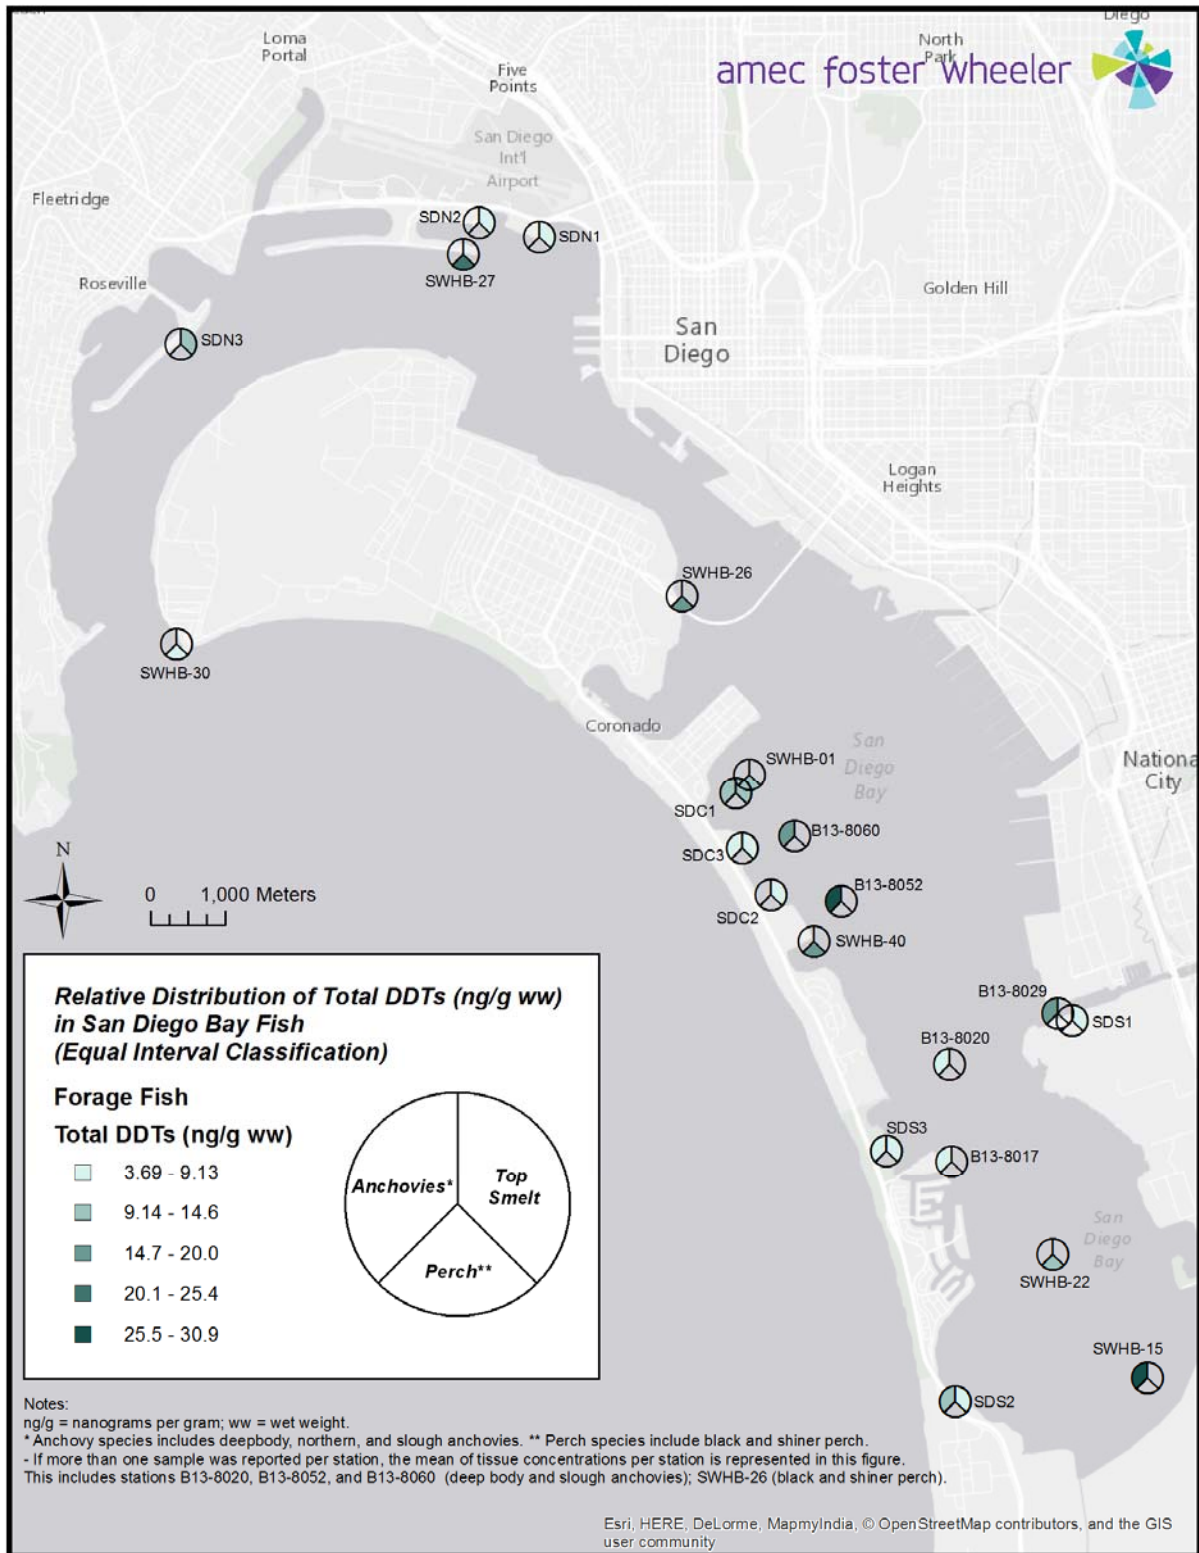 Diego
Loma
Portal
North
Park
amec foster wheeler
Five
Points
San Diego
Int'l
Airport
Fleetridge
SDN2
SDN1
SWHB-27
Roseville
Golden Hill
SDN3
San
Diego
Logan
Heights
SWHB-26
SWHB-30
Coronado
San
Diego
Bay
SWHB-01
Nationa
City
SDC1
B13-8060
SDC3
N
0 1,000 Meters
B13-8052
SDC2
SWHB-40
B13-8029
SDS1
B13-8020
SDS3
B13-8017
San
Diego
Bay
SWHB-22
SWHB-15
SDS2
Relative Distribution of Total DDTs (ng/g ww)
in San Diego Bay Fish
(Equal Interval Classification)
Forage Fish
Total DDTs (ng/g ww)
3.69 - 9.13
9.14 - 14.6
14.7 - 20.0
20.1 - 25.4
25.5 - 30.9
Anchovies*
Top
Smelt
Perch**
Notes:
ng/g = nanograms per gram; ww = wet weight.
* Anchovy species includes deepbody, northern, and slough anchovies. ** Perch species include black and shiner perch.
- If more than one sample was reported per station, the mean of tissue concentrations per station is represented in this figure.
This includes stations B13-8020, B13-8052, and B13-8060 (deep body and slough anchovies); SWHB-26 (black and shiner perch).
Esri, HERE, DeLorme, MapmyIndia, © OpenStreetMap contributors, and the GIS
user community